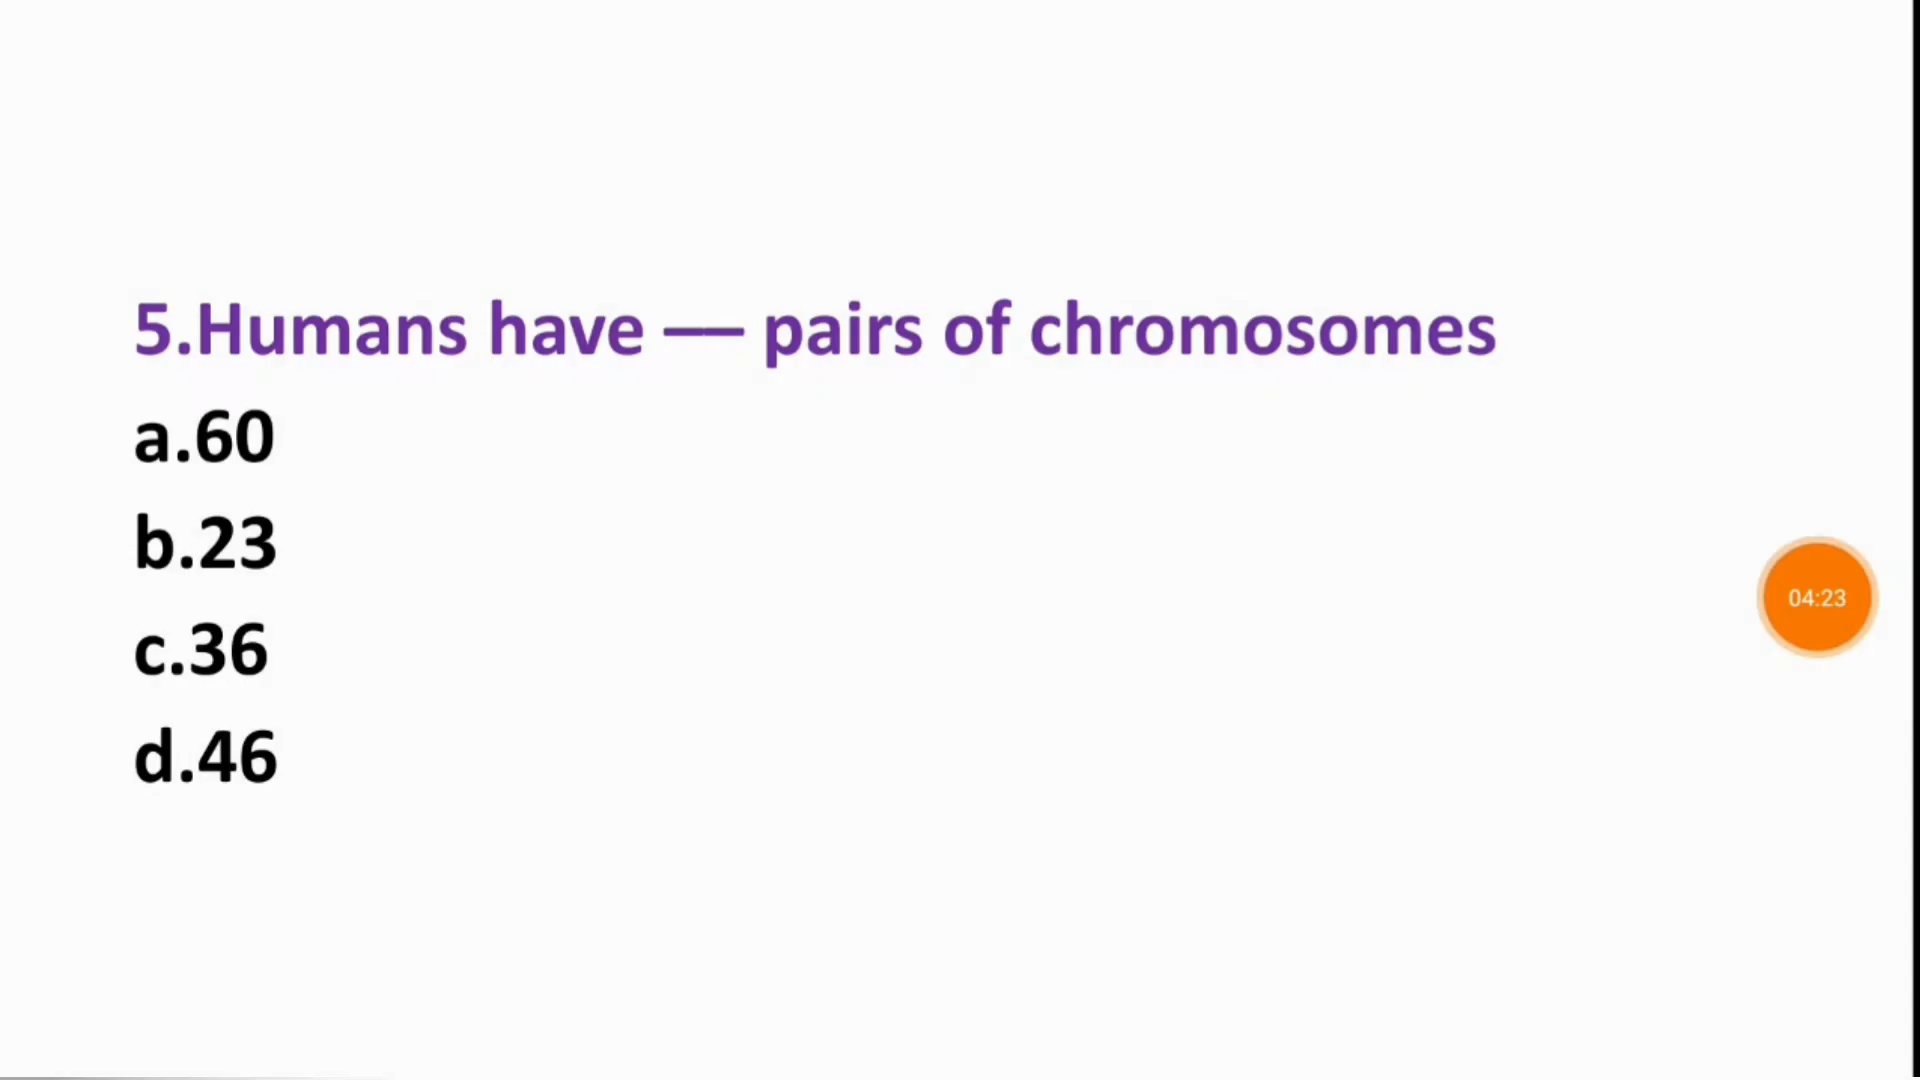 5.Humans have –– pairs of chromosomes
a.60
b.23
c.36
d.46
04:23